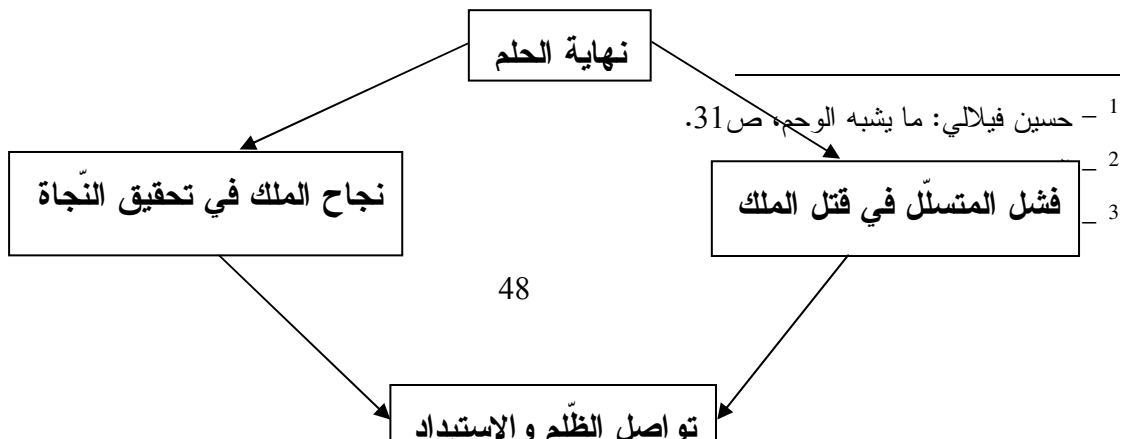 نهاية الحلم
1 – حسين فيلالي: ما يشبه الوحم، ص31.
2 –
3 –
فشل المتسلّل في قتل الملك
نجاح الملك في تحقيق النّجاة
48
تواصل الظّلم والاستبداد